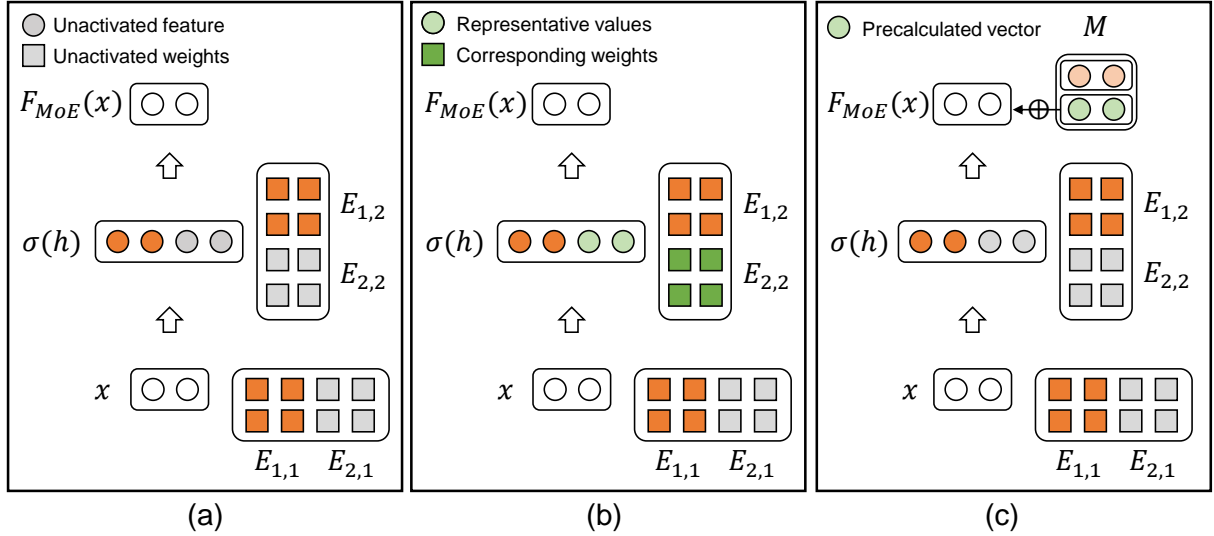 Unactivated feature
Unactivated weights
F_{MoE}(x)
σ(h)
E_{1,2}
E_{2,2}
x
E_{1,1} E_{2,1}
(a)
Representative values
Corresponding weights
F_{MoE}(x)
σ(h)
E_{1,2}
E_{2,2}
x
E_{1,1} E_{2,1}
(b)
Precalculated vector
M
F_{MoE}(x)
⊕
σ(h)
E_{1,2}
E_{2,2}
x
E_{1,1} E_{2,1}
(c)